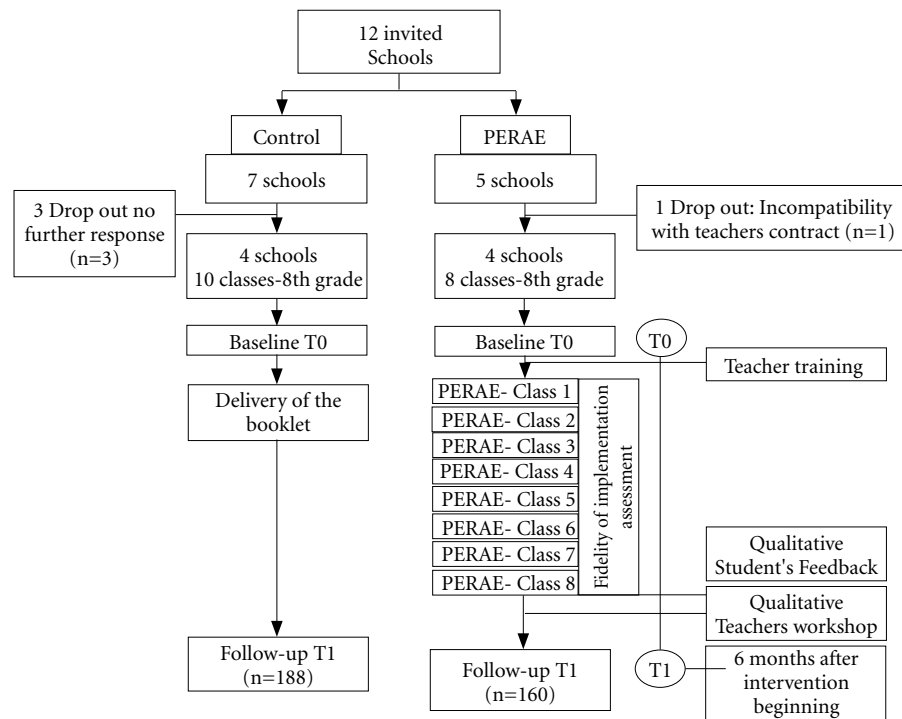 12 invited
Schools
Control
PERAE
7 schools
5 schools
3 Drop out no
further response
(n=3)
1 Drop out: Incompatibility
with teachers contract (n=1)
4 schools
10 classes-8th grade
4 schools
8 classes-8th grade
Baseline T0
Baseline T0
T0
Teacher training
Delivery of the
booklet
PERAE- Class 1
PERAE- Class 2
PERAE- Class 3
PERAE- Class 4
PERAE- Class 5
PERAE- Class 6
PERAE- Class 7
PERAE- Class 8
Fidelity of implementation
assessment
Qualitative
Student's Feedback
Qualitative
Teachers workshop
Follow-up T1
(n=188)
Follow-up T1
(n=160)
T1
6 months after
intervention
beginning